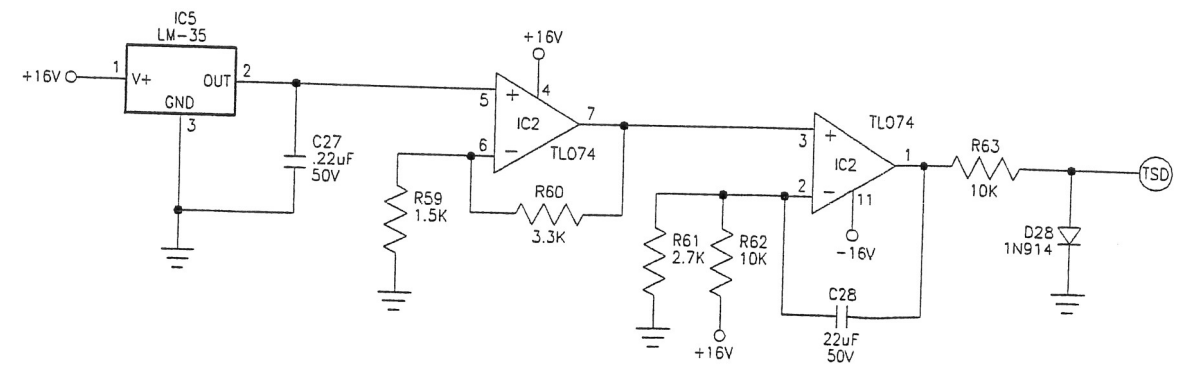 IC5
LM-35
+16V
1
V+
OUT
2
GND
3
C27
.22uF
50V
+16V
4
5
+
IC2
7
6
−
TL074
R59
1.5K
R60
3.3K
TL074
3
+
IC2
1
2
−
11
-16V
R61
2.7K
R62
10K
+16V
C28
22uF
50V
R63
10K
TSD
D28
1N914